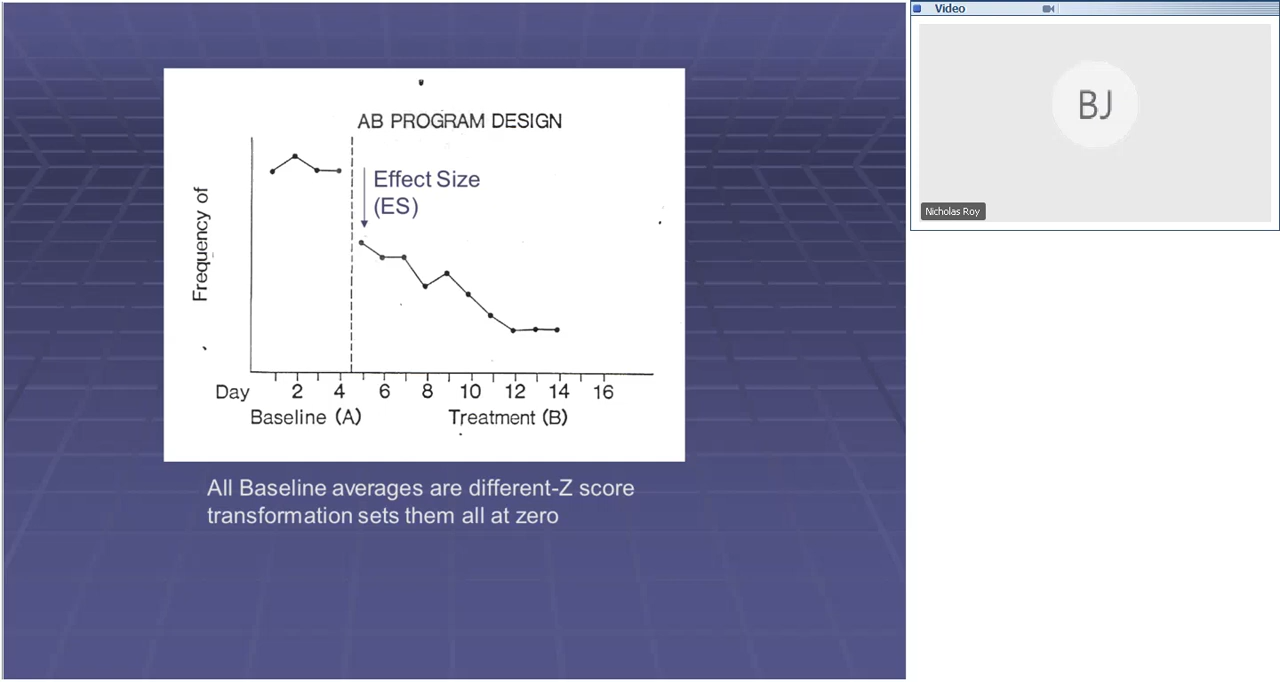 AB PROGRAM DESIGN
Effect Size
(ES)
Frequency of
Day 2 4 6 8 10 12 14 16
Baseline (A) Treatment (B)
All Baseline averages are different-Z score
transformation sets them all at zero
Video
BJ
Nicholas Roy